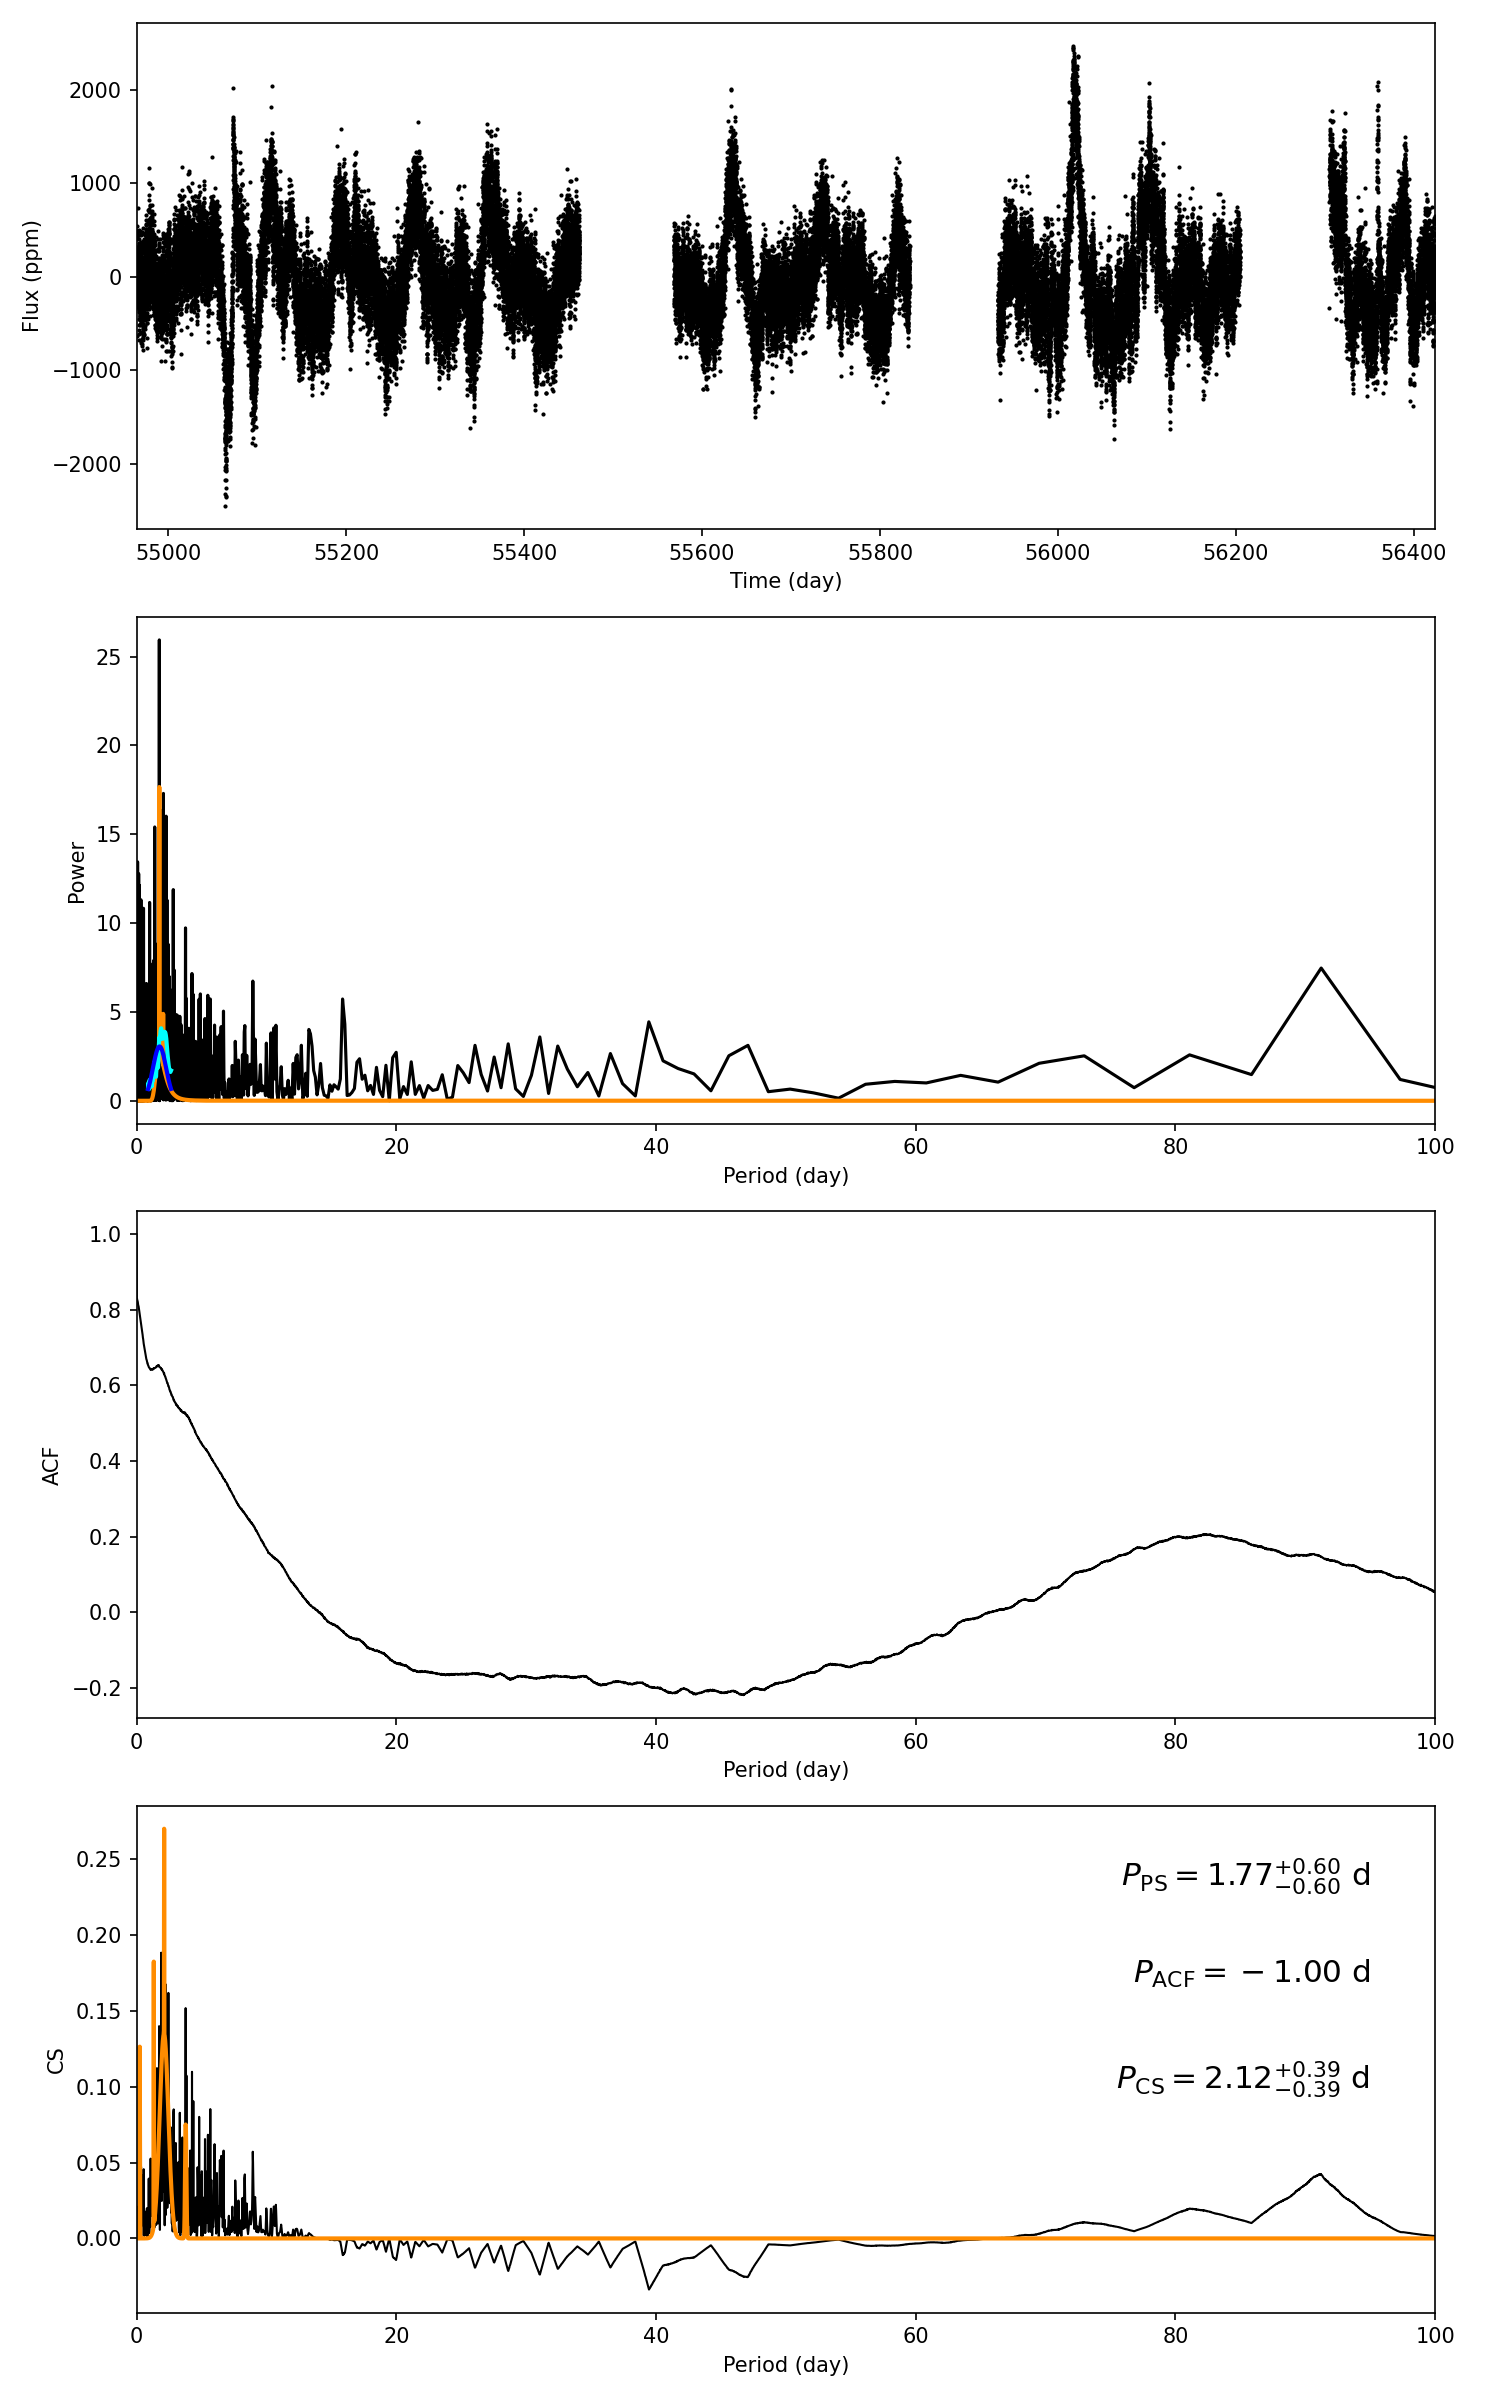 2000
1000
0
−1000
−2000
Flux (ppm)
55000 55200 55400 55600 55800 56000 56200 56400
Time (day)
25
20
15
10
5
0
Power
0 20 40 60 80 100
Period (day)
1.0
0.8
0.6
0.4
0.2
0.0
−0.2
ACF
0 20 40 60 80 100
Period (day)
0.25
0.20
0.15
0.10
0.05
0.00
CS
P_PS = 1.77^{+0.60}_{−0.60} d
P_ACF = −1.00 d
P_CS = 2.12^{+0.39}_{−0.39} d
0 20 40 60 80 100
Period (day)